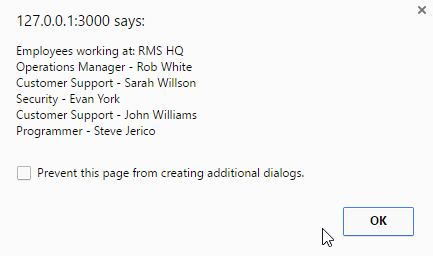 127.0.0.1:3000 says:
Employees working at: RMS HQ
Operations Manager - Rob White
Customer Support - Sarah Willson
Security - Evan York
Customer Support - John Williams
Programmer - Steve Jerico
Prevent this page from creating additional dialogs.
OK